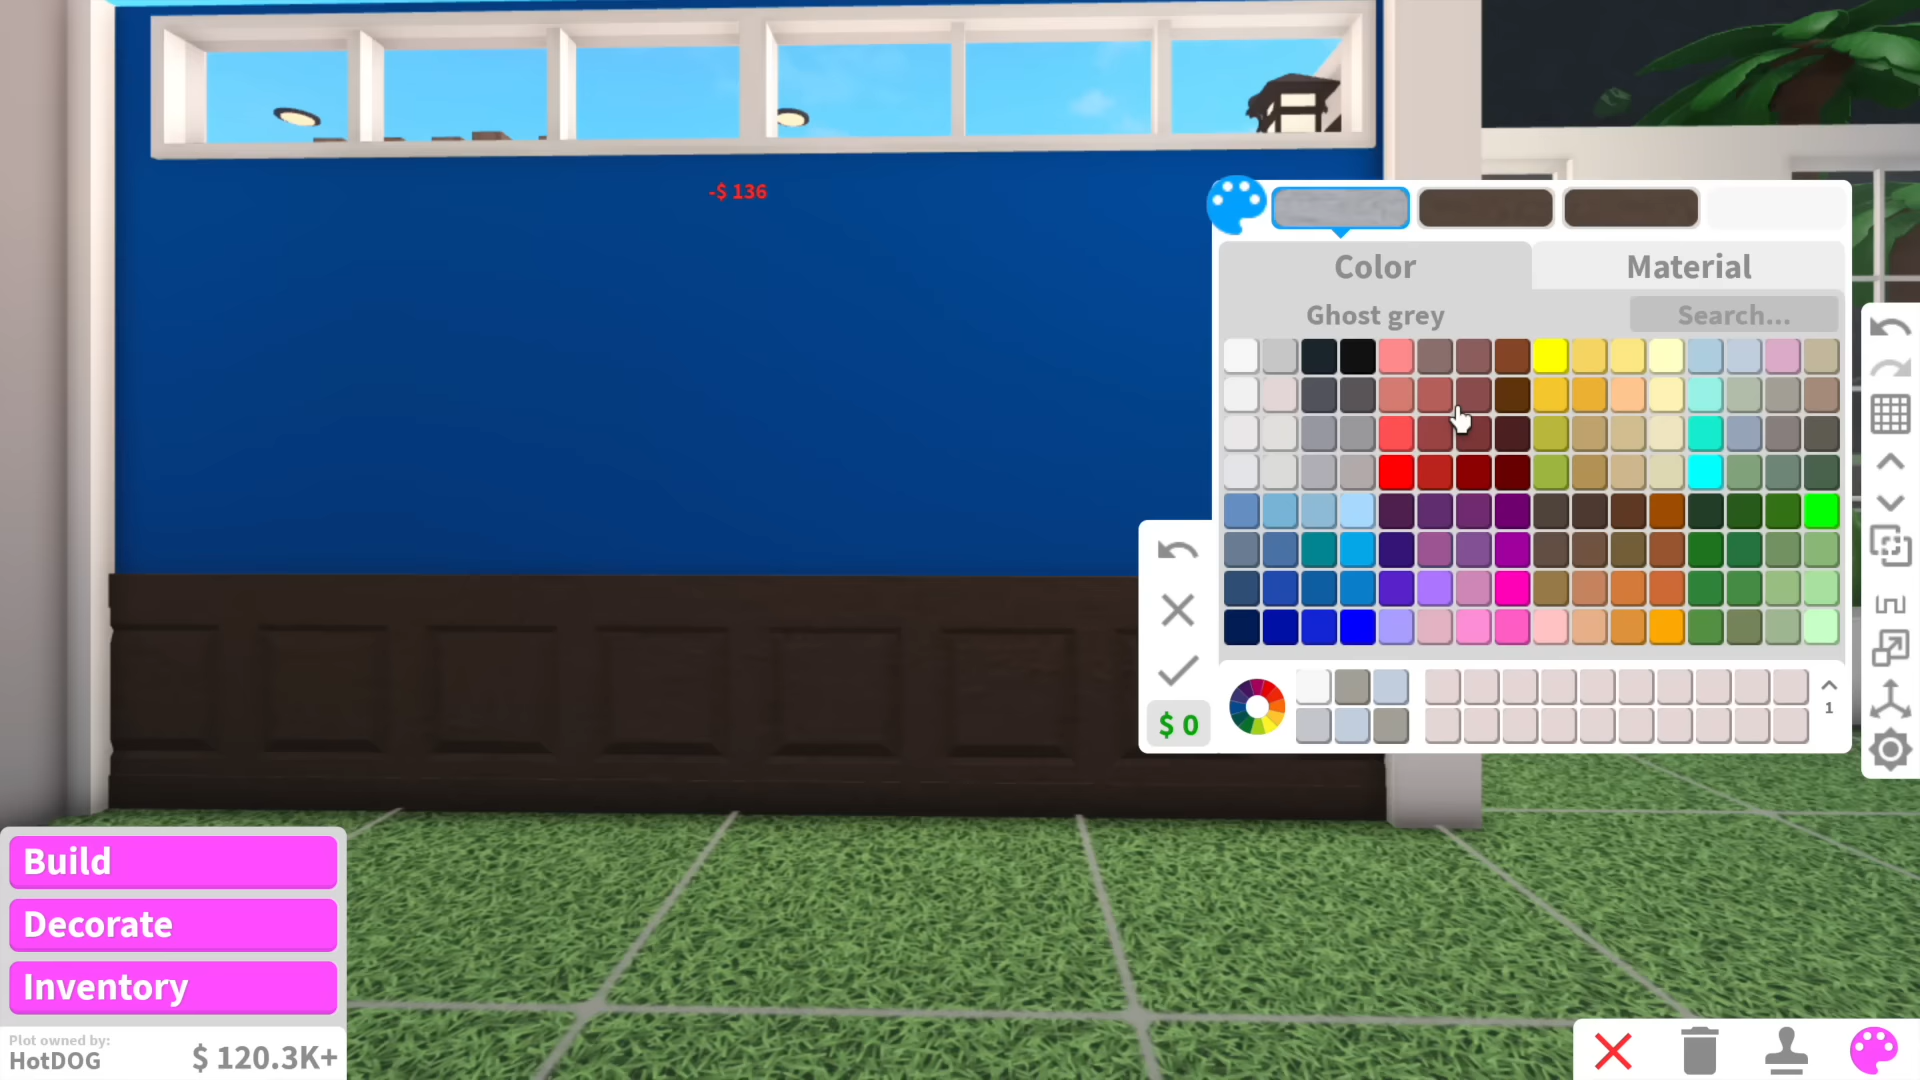 -$ 136
Color
Material
Ghost grey
Search...
$ 0
1
Build
Decorate
Inventory
Plot owned by:
HotDOG
$ 120.3K+